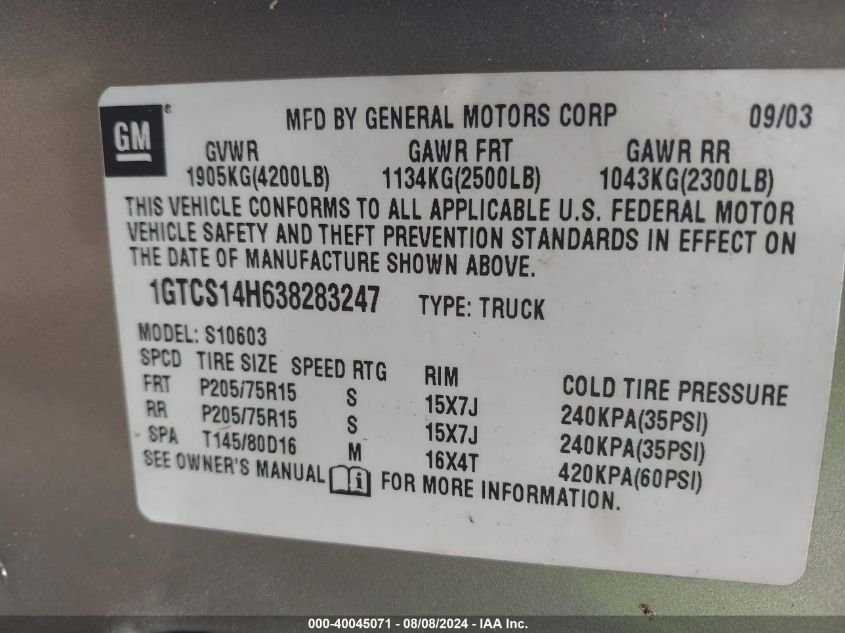 GM ® MFD BY GENERAL MOTORS CORP 09/03
GVWR GAWR FRT GAWR RR
1905KG(4200LB) 1134KG(2500LB) 1043KG(2300LB)
THIS VEHICLE CONFORMS TO ALL APPLICABLE U.S. FEDERAL MOTOR
VEHICLE SAFETY AND THEFT PREVENTION STANDARDS IN EFFECT ON
THE DATE OF MANUFACTURE SHOWN ABOVE.
1GTCS14H638283247 TYPE: TRUCK
MODEL: S10603
SPCD TIRE SIZE SPEED RTG RIM COLD TIRE PRESSURE
FRT P205/75R15 S 15X7J 240KPA(35PSI)
RR P205/75R15 S 15X7J 240KPA(35PSI)
SPA T145/80D16 M 16X4T 420KPA(60PSI)
SEE OWNER'S MANUAL i FOR MORE INFORMATION.
000-40045071 - 08/08/2024 - IAA Inc.